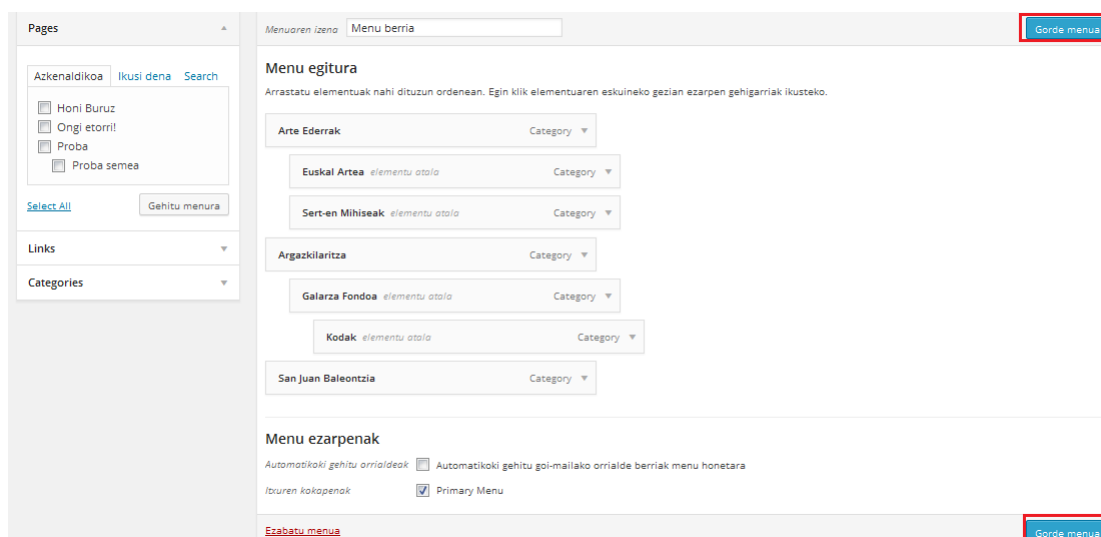 Pages
Menuaren izena Menu berria
Gorde menua
Azkenaldikoa Ikusi dena Search
Honi Buruz
Ongi etorri!
Proba
Proba semea
Select All Gehitu menura
Links
Categories
Menu egitura
Arrastatu elementuak nahi dituzun ordenean. Egin klik elementuaren eskuineko gezian ezarpen gehigarriak ikusteko.
Arte Ederrak Category
Euskal Artea elementu atala Category
Sert-en Mihiseak elementu atala Category
Argazkilaritza Category
Galarza Fondoa elementu atala Category
Kodak elementu atala Category
San Juan Baleontzia Category
Menu ezarpenak
Automatikoki gehitu orrialdeak Automatikoki gehitu goi-mailako orrialde berriak menu honetara
Itxuren kokapenak Primary Menu
Ezabatu menua
Gorde menua